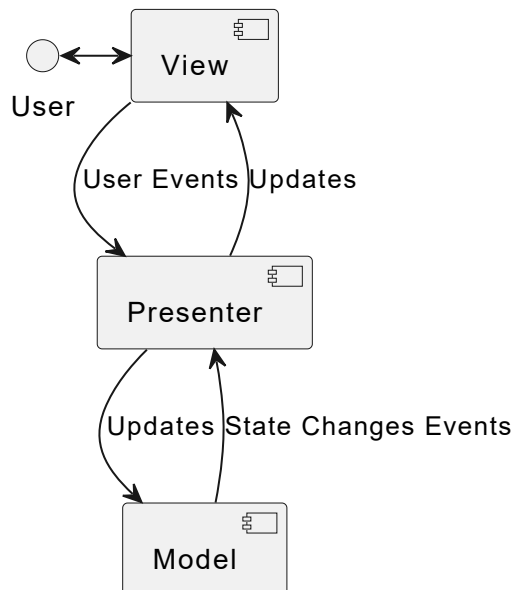 View
User
User Events Updates
Presenter
Updates State Changes Events
Model